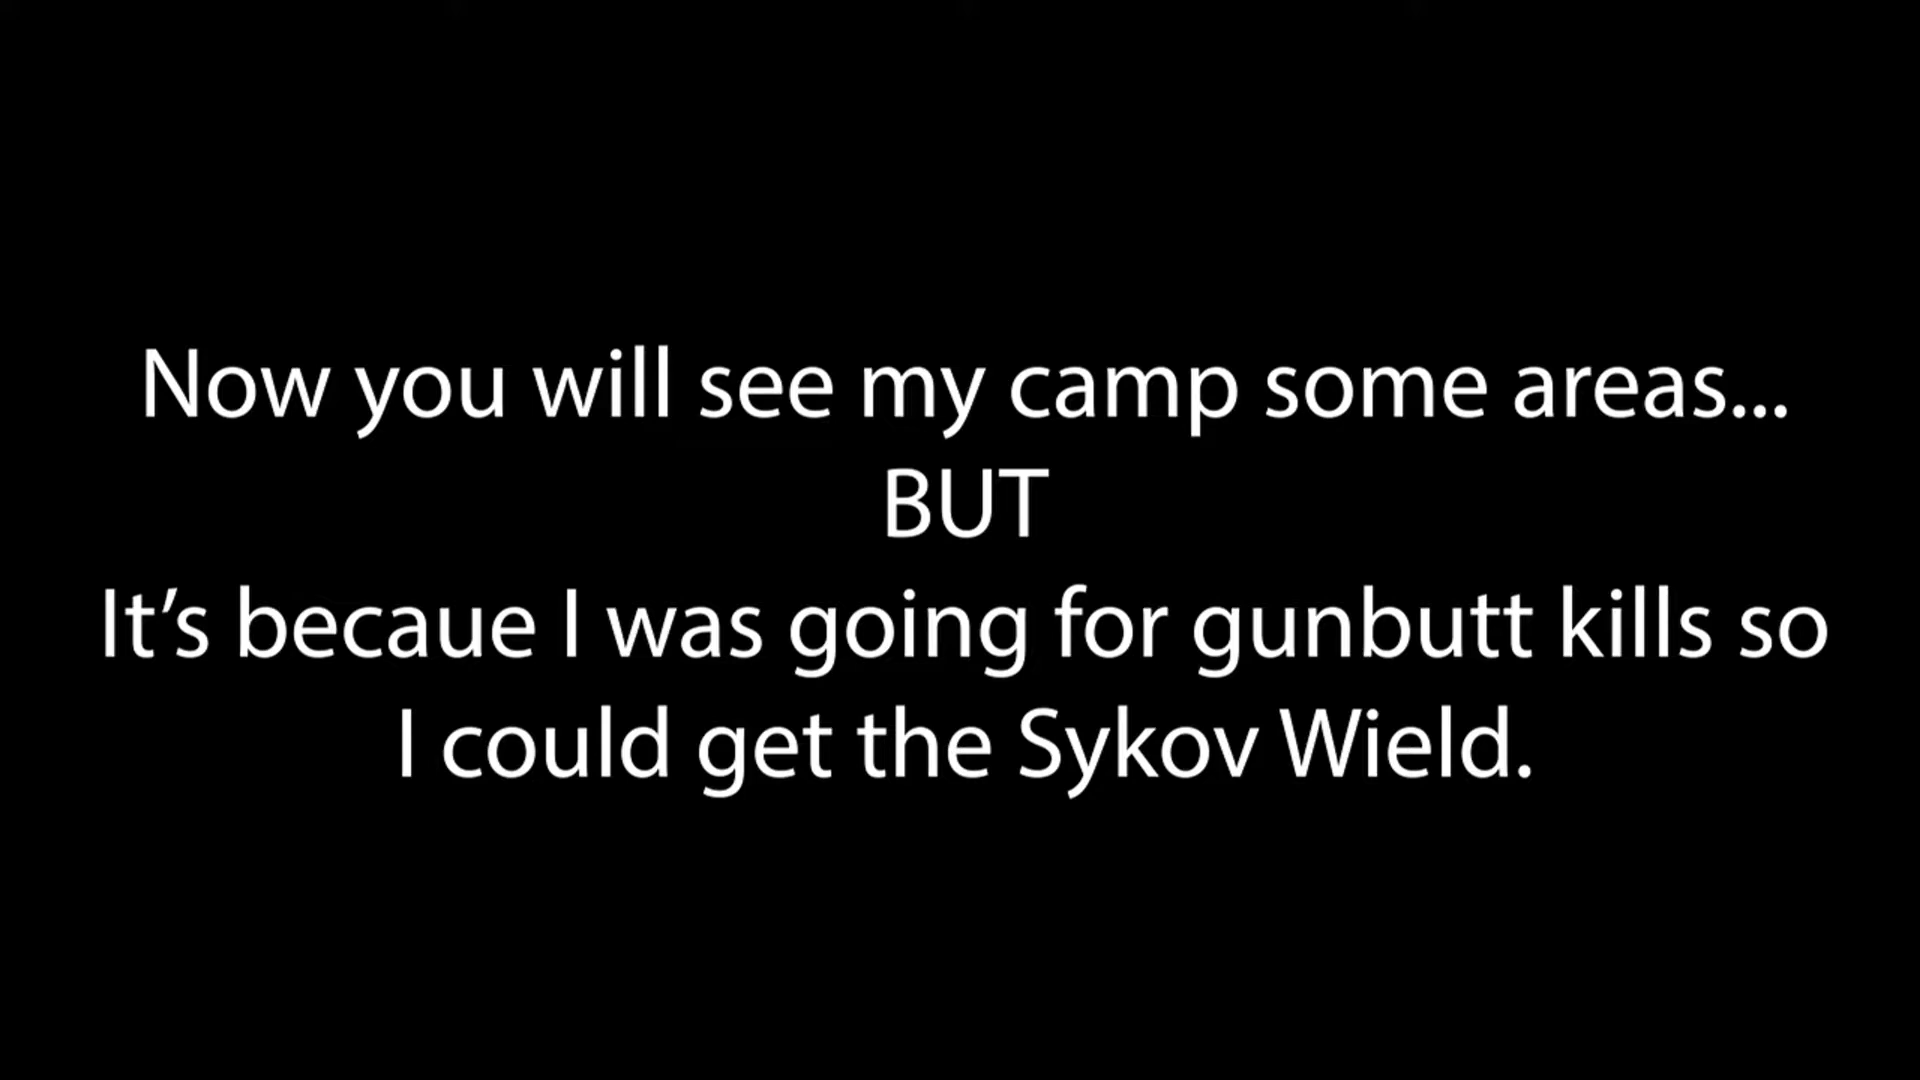 Now you will see my camp some areas...
BUT
It’s becaue I was going for gunbutt kills so
I could get the Sykov Wield.